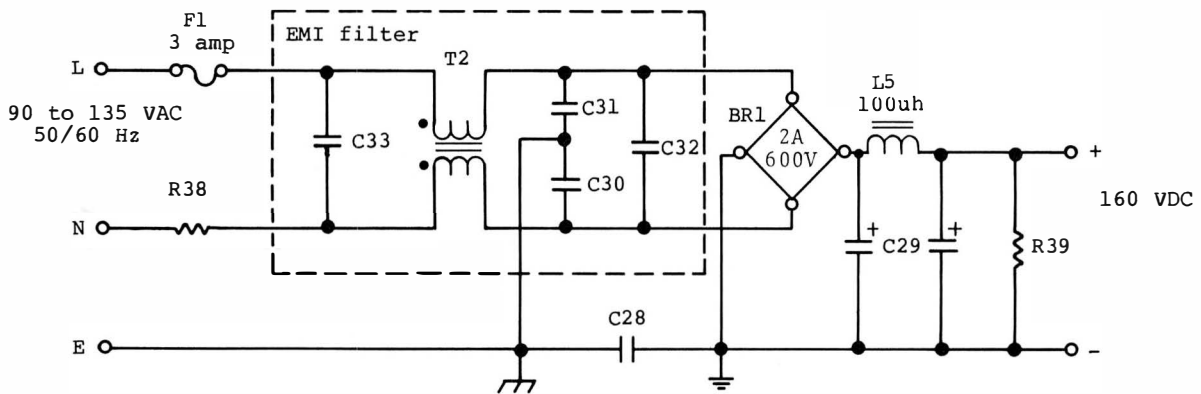 F1
3 amp
EMI filter
T2
L
L5
100uh
90 to 135 VAC
50/60 Hz
C31
BR1
C33
C32
2A
600V
+
R38
C30
160 VDC
N
+
+
C29
R39
C28
E
-